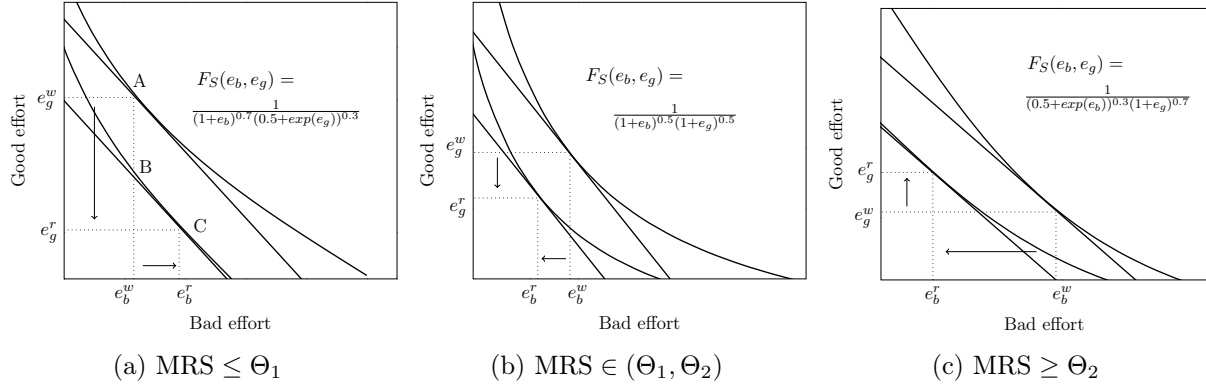 Good effort
A
B
C
F_S(e_b, e_g) =
1
(1+e_b)^0.7(0.5+exp(e_g))^0.3
e_g^w
e_g^r
e_b^w
e_b^r
Bad effort
(a) MRS ≤ Θ_1
Good effort
F_S(e_b, e_g) =
1
(1+e_b)^0.5(1+e_g)^0.5
e_g^w
e_g^r
e_b^r
e_b^w
Bad effort
(b) MRS ∈ (Θ_1, Θ_2)
Good effort
F_S(e_b, e_g) =
1
(0.5+exp(e_b))^0.3(1+e_g)^0.7
e_g^r
e_g^w
e_b^r
e_b^w
Bad effort
(c) MRS ≥ Θ_2